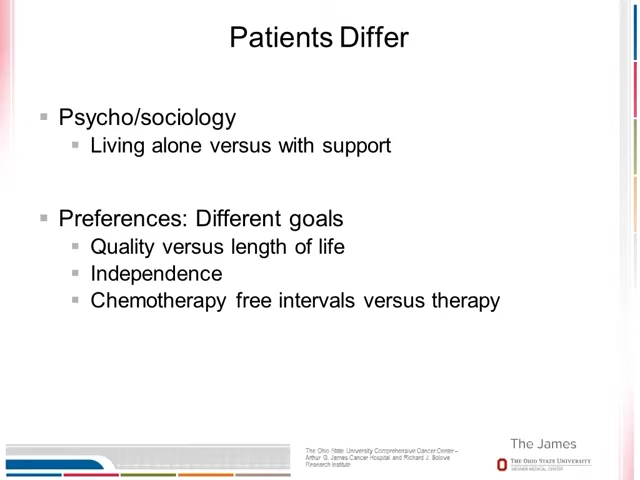 Patients Differ
Psycho/sociology
Living alone versus with support
Preferences: Different goals
Quality versus length of life
Independence
Chemotherapy free intervals versus therapy
The Ohio State University Comprehensive Cancer Center –
Arthur G. James Cancer Hospital and Richard J. Solove
Research Institute
The James
THE OHIO STATE UNIVERSITY
WEXNER MEDICAL CENTER